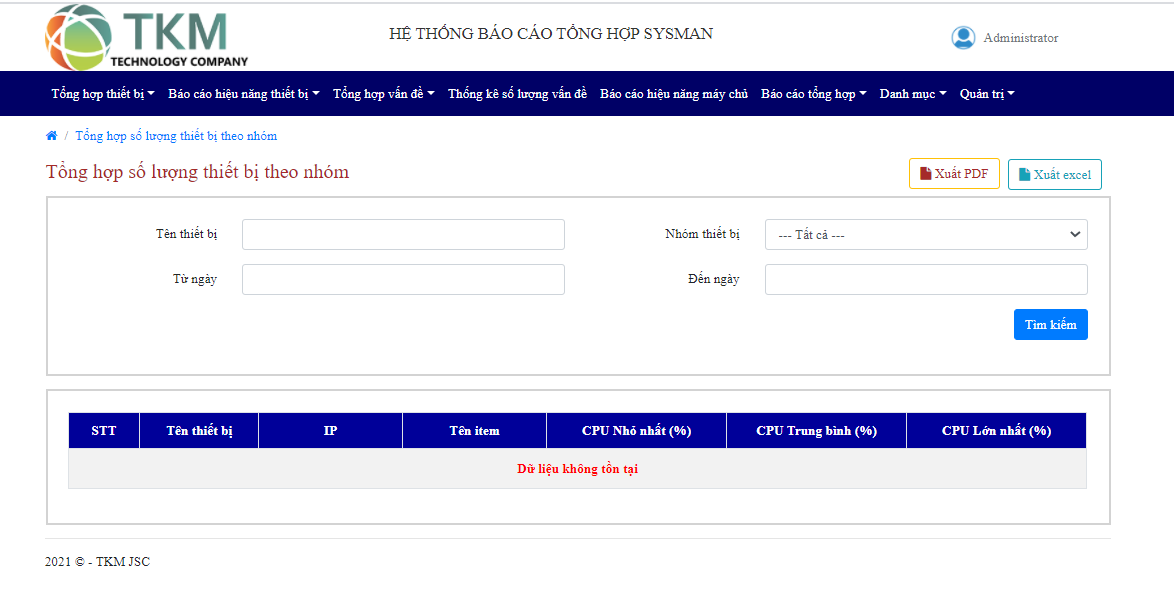 TKM
TECHNOLOGY COMPANY
HỆ THỐNG BÁO CÁO TỔNG HỢP SYSMAN
Administrator
Tổng hợp thiết bị Báo cáo hiệu năng thiết bị Tổng hợp vấn đề Thống kê số lượng vấn đề Báo cáo hiệu năng máy chủ Báo cáo tổng hợp Danh mục Quản trị
/ Tổng hợp số lượng thiết bị theo nhóm
Tổng hợp số lượng thiết bị theo nhóm
Xuất PDF Xuất excel
Tên thiết bị Nhóm thiết bị --- Tất cả ---
Từ ngày Đến ngày
Tìm kiếm
STT Tên thiết bị IP Tên item CPU Nhỏ nhất (%) CPU Trung bình (%) CPU Lớn nhất (%)
Dữ liệu không tồn tại
2021 © - TKM JSC